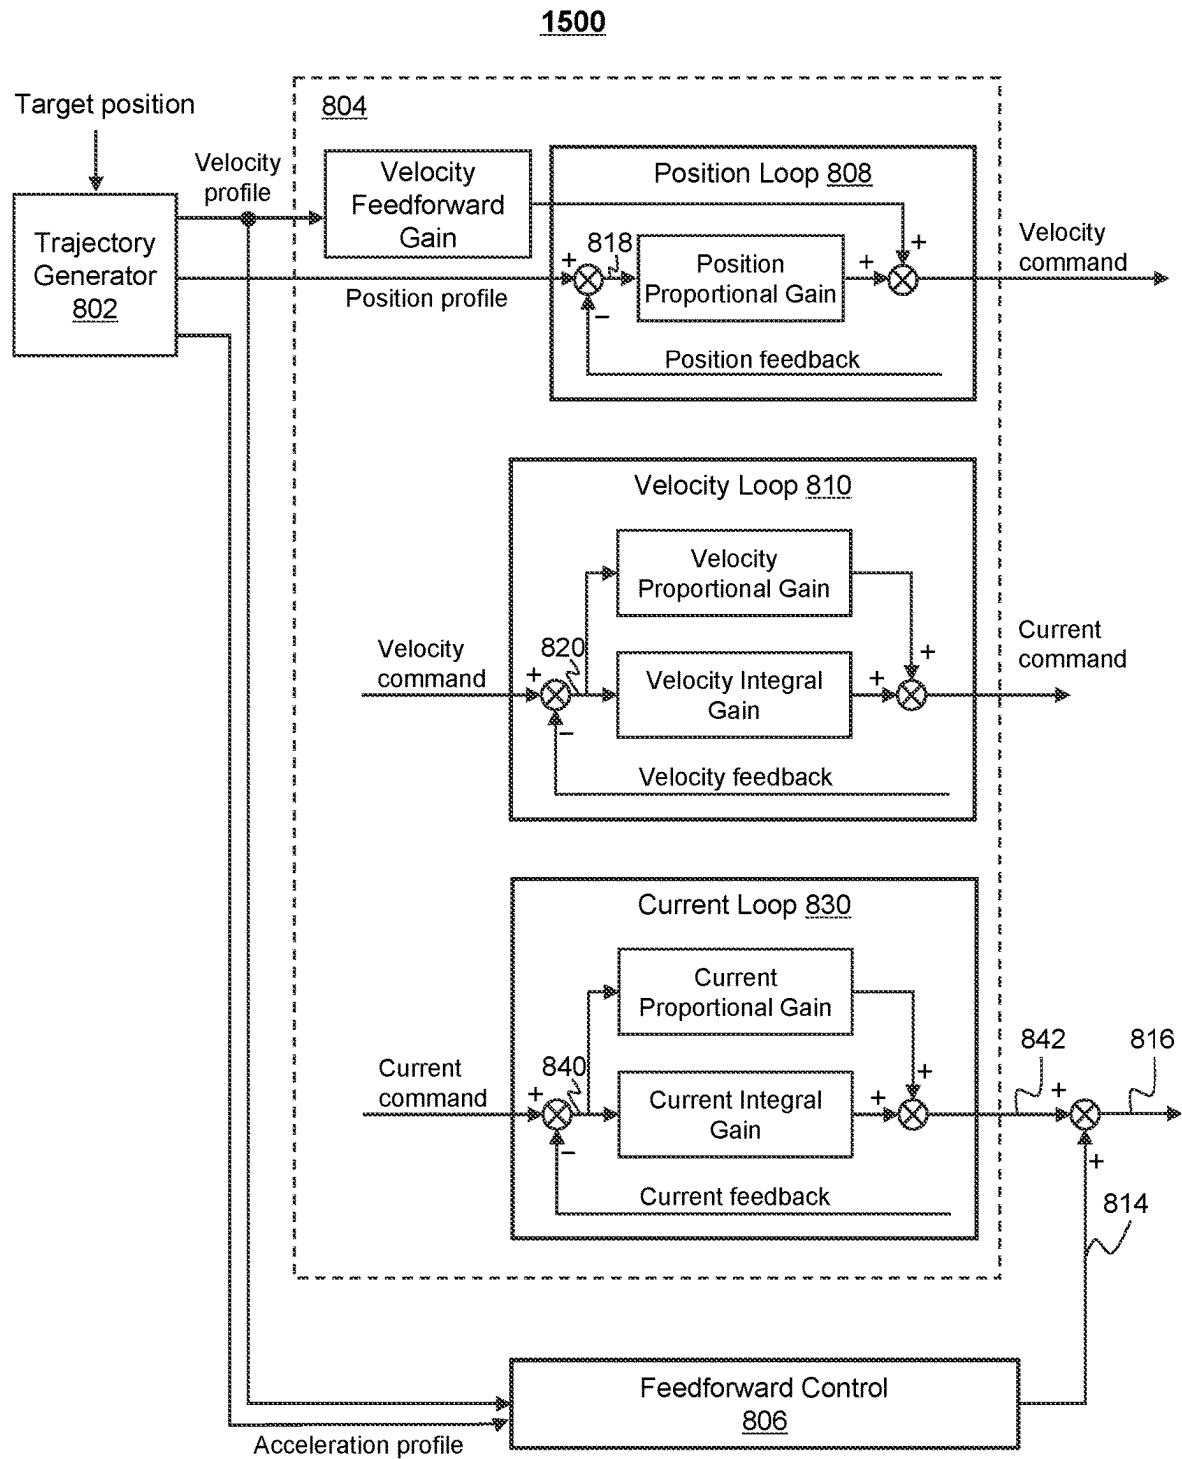 1500
Target position
804
Velocity
profile
Velocity
Feedforward
Gain
Position Loop 808
Trajectory
Generator
802
+
818
Position
Proportional Gain
+
+
Velocity
command
Position profile
−
Position feedback
Velocity Loop 810
Velocity
Proportional Gain
Velocity
command
+
820
Velocity Integral
Gain
+
+
Current
command
−
Velocity feedback
Current Loop 830
Current
Proportional Gain
Current
command
+
840
Current Integral
Gain
+
+
842
+
816
−
Current feedback
+
814
Feedforward Control
806
Acceleration profile